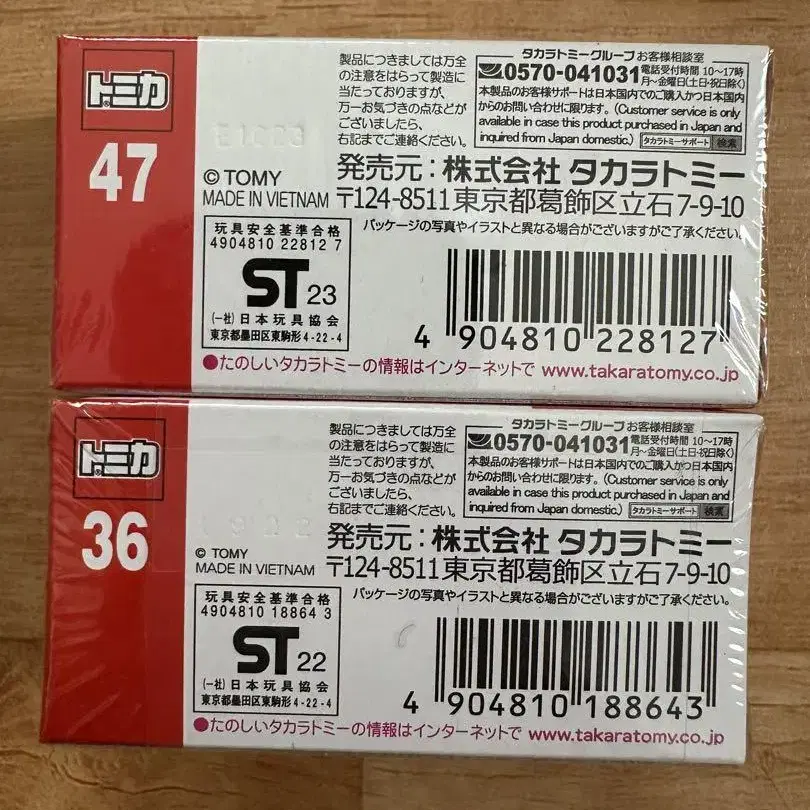 トミカ
47
製品につきましては万全
の注意をはらって製造に
当たっておりますが、
万一お気づきの点などが
ございましたら、
右記までご連絡ください。
タカラトミーグループお客様相談室
0570-041031 電話受付時間 10〜17時
月〜金曜日(土・日・祝日除く)
本製品のお客様サポートは日本国内でのご購入かつ日本国内
からのお問い合わせに限ります。(Customer service is only
available in case this product purchased in Japan and
inquired from Japan domestic.) タカラトミーサポート 検索
© TOMY
MADE IN VIETNAM
発売元:株式会社 タカラトミー
〒124-8511 東京都葛飾区立石7-9-10
パッケージの写真やイラストと異なる場合がございますがご了承ください。
玩具安全基準合格
4904810 22812 7
ST 23
(一社)日本玩具協会
東京都墨田区東駒形4-22-4
4 904810 228127
●たのしいタカラトミーの情報はインターネットで www.takaratomy.co.jp
トミカ
36
製品につきましては万全
の注意をはらって製造に
当たっておりますが、
万一お気づきの点などが
ございましたら、
右記までご連絡ください。
タカラトミーグループお客様相談室
0570-041031 電話受付時間 10〜17時
月〜金曜日(土・日・祝日除く)
本製品のお客様サポートは日本国内でのご購入かつ日本国内
からのお問い合わせに限ります。(Customer service is only
available in case this product purchased in Japan and
inquired from Japan domestic.) タカラトミーサポート 検索
© TOMY
MADE IN VIETNAM
発売元:株式会社 タカラトミー
〒124-8511 東京都葛飾区立石7-9-10
パッケージの写真やイラストと異なる場合がございますがご了承ください。
玩具安全基準合格
4904810 18864 3
ST 22
(一社)日本玩具協会
東京都墨田区東駒形4-22-4
4 904810 188643
●たのしいタカラトミーの情報はインターネットで www.takaratomy.co.jp